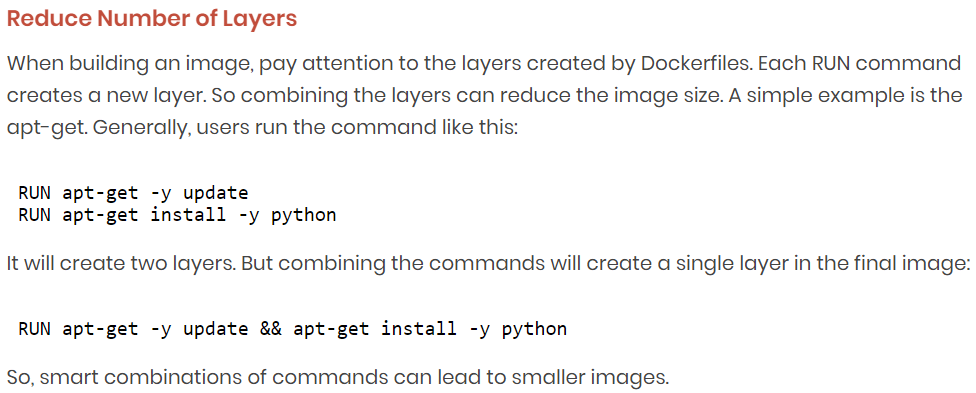 Reduce Number of Layers
When building an image, pay attention to the layers created by Dockerfiles. Each RUN command
creates a new layer. So combining the layers can reduce the image size. A simple example is the
apt-get. Generally, users run the command like this:
RUN apt-get -y update
RUN apt-get install -y python
It will create two layers. But combining the commands will create a single layer in the final image:
RUN apt-get -y update && apt-get install -y python
So, smart combinations of commands can lead to smaller images.